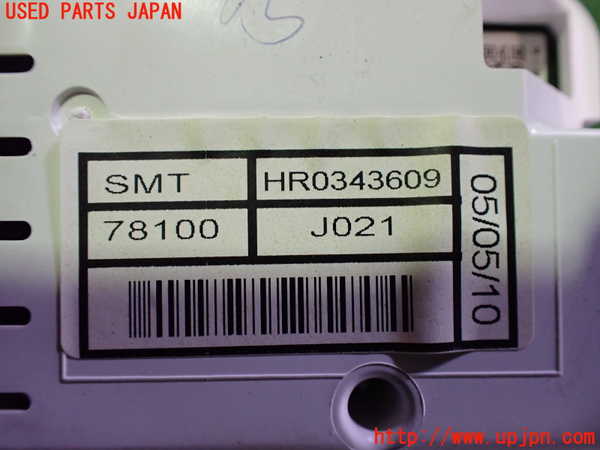 USED PARTS JAPAN
SMT HR0343609
78100 J021
05/05/10
http://www.upjpn.com/